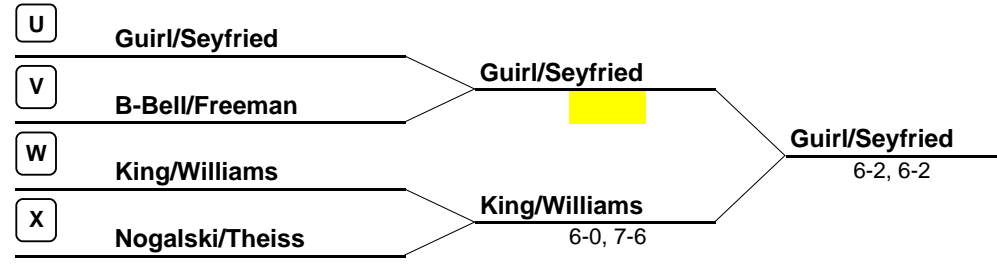 U
Guirl/Seyfried
V
B-Bell/Freeman
Guirl/Seyfried
W
King/Williams
X
Nogalski/Theiss
King/Williams
6-0, 7-6
Guirl/Seyfried
6-2, 6-2